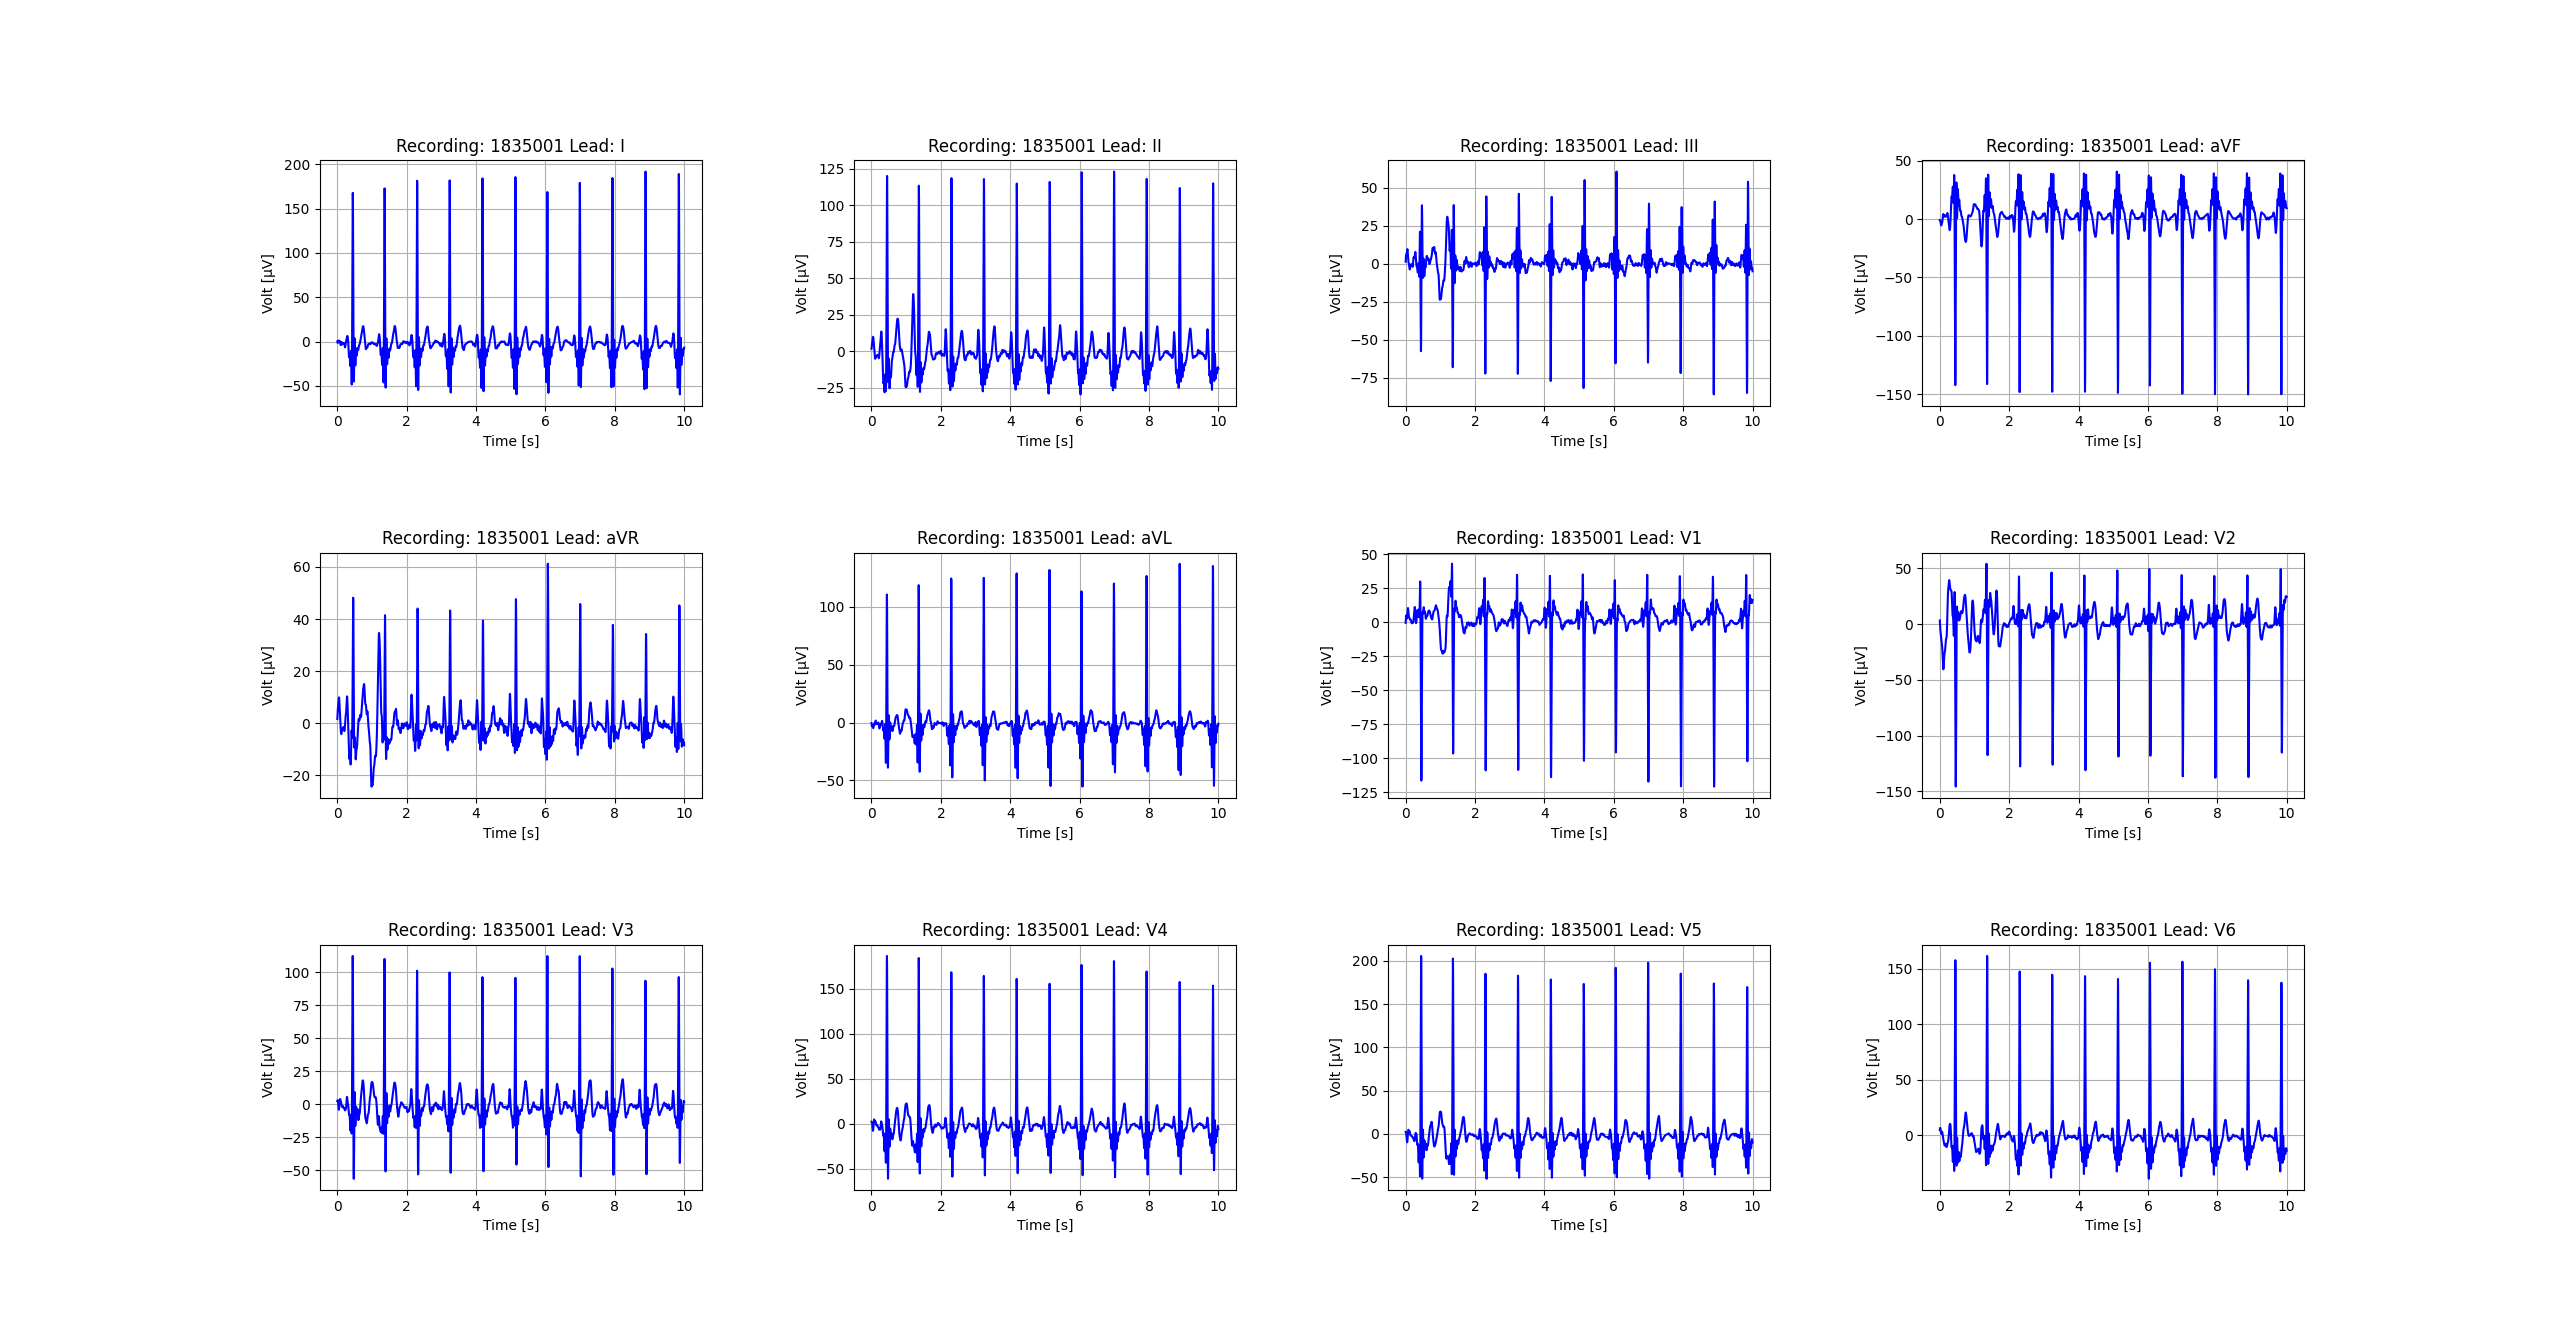 Recording: 1835001 Lead: I
Volt [µV]
200
150
100
50
0
−50
0 2 4 6 8 10
Time [s]
Recording: 1835001 Lead: II
Volt [µV]
125
100
75
50
25
0
−25
0 2 4 6 8 10
Time [s]
Recording: 1835001 Lead: III
Volt [µV]
50
25
0
−25
−50
−75
0 2 4 6 8 10
Time [s]
Recording: 1835001 Lead: aVF
Volt [µV]
50
0
−50
−100
−150
0 2 4 6 8 10
Time [s]
Recording: 1835001 Lead: aVR
Volt [µV]
60
40
20
0
−20
0 2 4 6 8 10
Time [s]
Recording: 1835001 Lead: aVL
Volt [µV]
100
50
0
−50
0 2 4 6 8 10
Time [s]
Recording: 1835001 Lead: V1
Volt [µV]
50
25
0
−25
−50
−75
−100
−125
0 2 4 6 8 10
Time [s]
Recording: 1835001 Lead: V2
Volt [µV]
50
0
−50
−100
−150
0 2 4 6 8 10
Time [s]
Recording: 1835001 Lead: V3
Volt [µV]
100
75
50
25
0
−25
−50
0 2 4 6 8 10
Time [s]
Recording: 1835001 Lead: V4
Volt [µV]
150
100
50
0
−50
0 2 4 6 8 10
Time [s]
Recording: 1835001 Lead: V5
Volt [µV]
200
150
100
50
0
−50
0 2 4 6 8 10
Time [s]
Recording: 1835001 Lead: V6
Volt [µV]
150
100
50
0
0 2 4 6 8 10
Time [s]